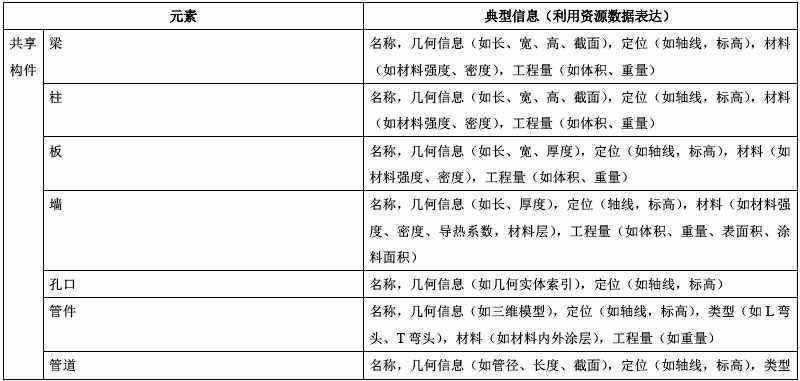 元素 典型信息（利用资源数据表达）
共享构件 梁 名称，几何信息（如长、宽、高、截面），定位（如轴线，标高），材料
（如材料强度、密度），工程量（如体积、重量）
柱 名称，几何信息（如长、宽、高、截面），定位（如轴线，标高），材料
（如材料强度、密度），工程量（如体积、重量）
板 名称，几何信息（如长、宽、厚度），定位（如轴线，标高），材料（如
材料强度、密度），工程量（如体积、重量）
墙 名称，几何信息（如长、厚度），定位（轴线，标高），材料（如材料强
度、密度、导热系数，材料层），工程量（如体积、重量、表面积、涂
料面积）
孔口 名称，几何信息（如几何实体索引），定位（如轴线，标高）
管件 名称，几何信息（如三维模型），定位（如轴线，标高），类型（如 L 弯
头、T 弯头），材料（如材料内外涂层），工程量（如重量）
管道 名称，几何信息（如管径、长度、截面），定位（如轴线，标高），类型